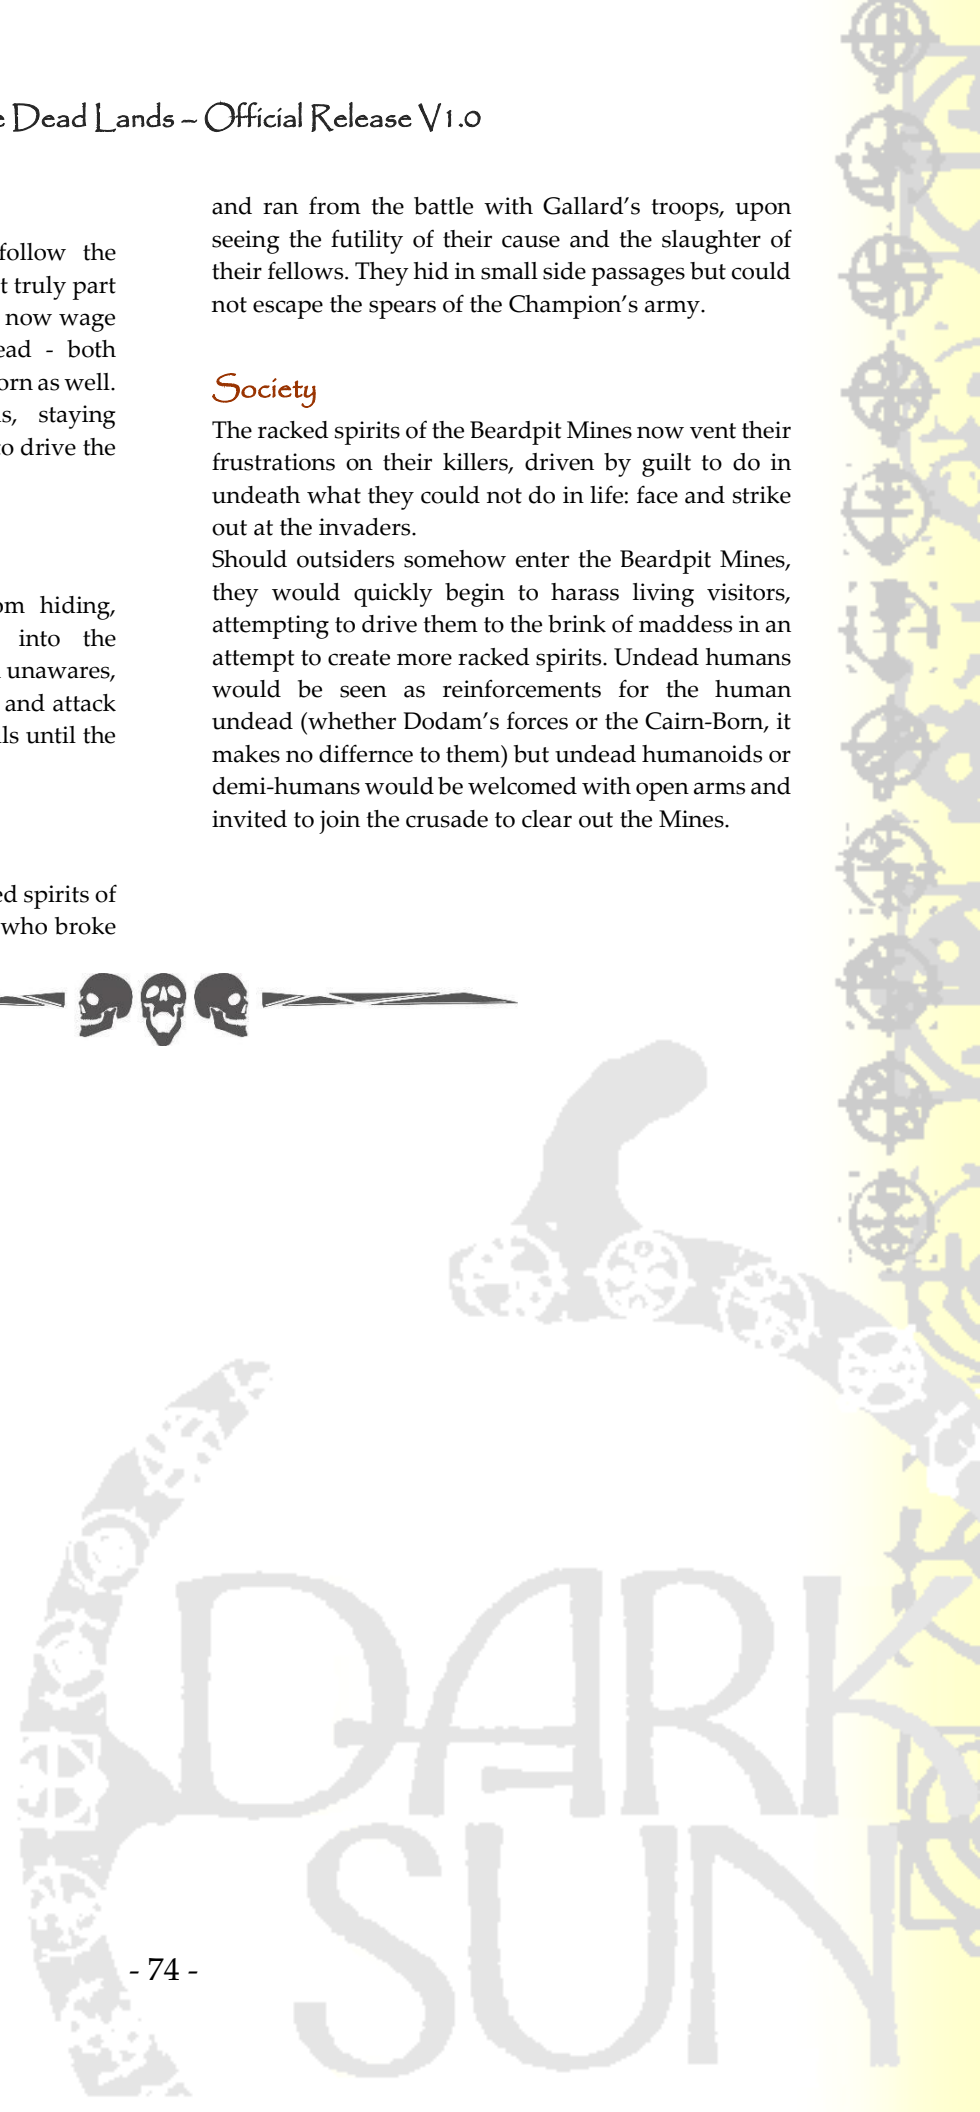 e Dead Lands – Official Release V1.0
follow the
t truly part
now wage
ead - both
orn as well.
s, staying
o drive the
om hiding,
into the
unawares,
and attack
ls until the
ed spirits of
who broke
and ran from the battle with Gallard’s troops, upon
seeing the futility of their cause and the slaughter of
their fellows. They hid in small side passages but could
not escape the spears of the Champion’s army.
Society
The racked spirits of the Beardpit Mines now vent their
frustrations on their killers, driven by guilt to do in
undeath what they could not do in life: face and strike
out at the invaders.
Should outsiders somehow enter the Beardpit Mines,
they would quickly begin to harass living visitors,
attempting to drive them to the brink of maddess in an
attempt to create more racked spirits. Undead humans
would be seen as reinforcements for the human
undead (whether Dodam’s forces or the Cairn-Born, it
makes no differnce to them) but undead humanoids or
demi-humans would be welcomed with open arms and
invited to join the crusade to clear out the Mines.
DARK
SUN
- 74 -